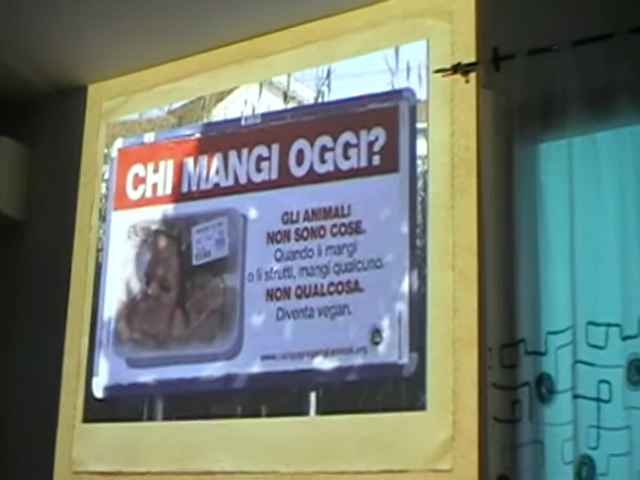 CHI MANGI OGGI?
GLI ANIMALI
NON SONO COSE.
Quando li mangi
o li sfrutti, mangi qualcuno.
NON QUALCOSA.
Diventa vegan.